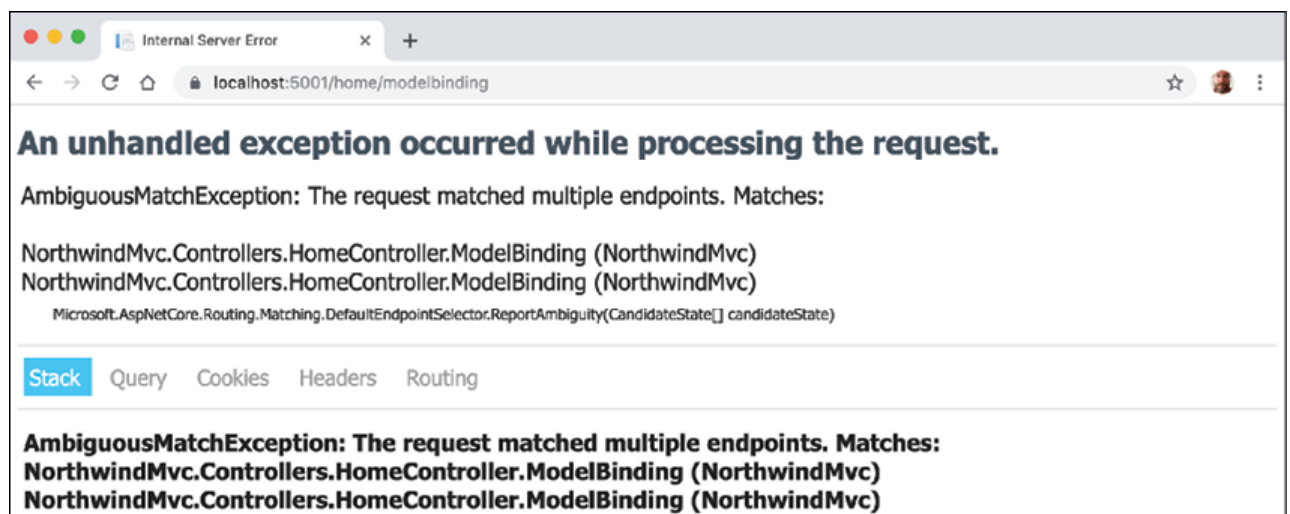 Internal Server Error
localhost:5001/home/modelbinding
An unhandled exception occurred while processing the request.
AmbiguousMatchException: The request matched multiple endpoints. Matches:
NorthwindMvc.Controllers.HomeController.ModelBinding (NorthwindMvc)
NorthwindMvc.Controllers.HomeController.ModelBinding (NorthwindMvc)
Microsoft.AspNetCore.Routing.Matching.DefaultEndpointSelector.ReportAmbiguity(CandidateState[] candidateState)
Stack Query Cookies Headers Routing
AmbiguousMatchException: The request matched multiple endpoints. Matches:
NorthwindMvc.Controllers.HomeController.ModelBinding (NorthwindMvc)
NorthwindMvc.Controllers.HomeController.ModelBinding (NorthwindMvc)